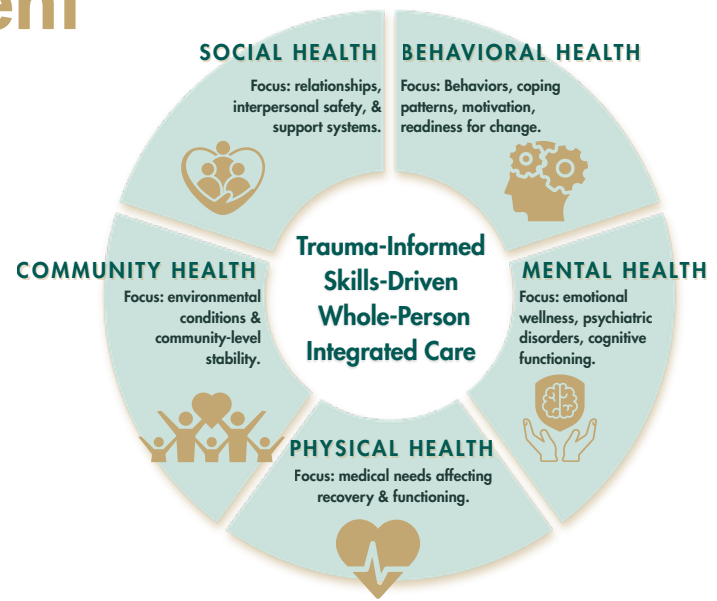 ent
SOCIAL HEALTH
Focus: relationships,
interpersonal safety, &
support systems.
BEHAVIORAL HEALTH
Focus: Behaviors, coping
patterns, motivation,
readiness for change.
COMMUNITY HEALTH
Focus: environmental
conditions &
community-level
stability.
Trauma-Informed
Skills-Driven
Whole-Person
Integrated Care
MENTAL HEALTH
Focus: emotional
wellness, psychiatric
disorders, cognitive
functioning.
PHYSICAL HEALTH
Focus: medical needs affecting
recovery & functioning.